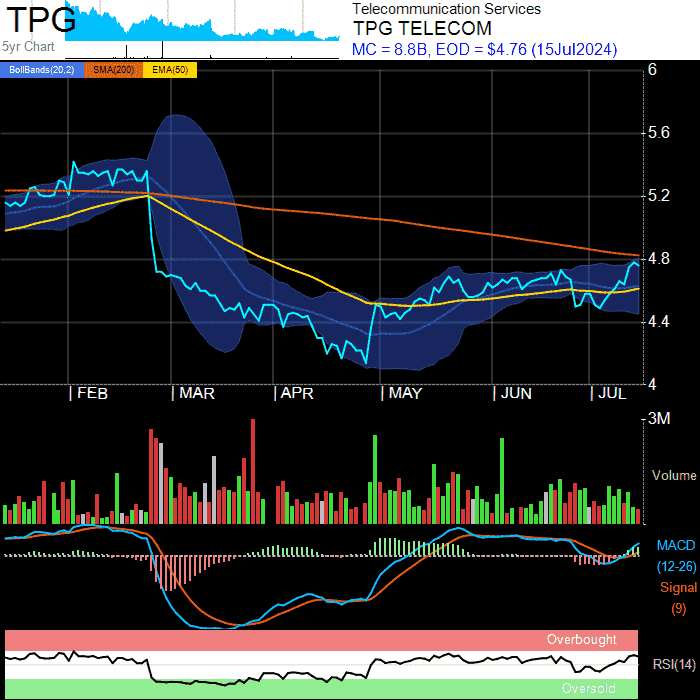 TPG
5yr Chart
Telecommunication Services
TPG TELECOM
MC = 8.8B, EOD = $4.76 (15Jul2024)
BollBands(20,2) SMA(200) EMA(50)
6
5.6
5.2
4.8
4.4
4
FEB MAR APR MAY JUN JUL
3M
Volume
MACD
(12-26)
Signal
(9)
Overbought
RSI(14)
Oversold